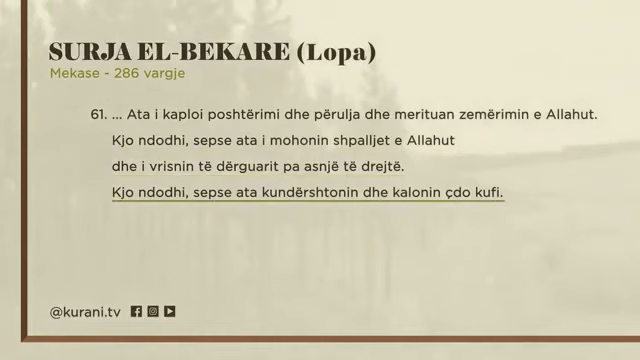 SURJA EL-BEKARE (Lopa)
Mekase - 286 vargje
61. ... Ata i kaploi poshtërimi dhe përulja dhe merituan zemërimin e Allahut.
Kjo ndodhi, sepse ata i mohonin shpalljet e Allahut
dhe i vrisnin të dërguarit pa asnjë të drejtë.
Kjo ndodhi, sepse ata kundërshtonin dhe kalonin çdo kufi.
@kurani.tv